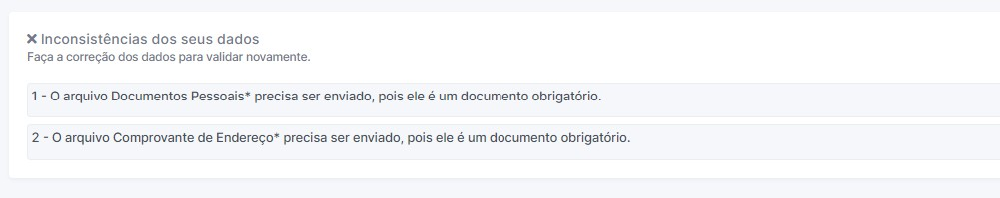 Inconsistências dos seus dados
Faça a correção dos dados para validar novamente.
1 - O arquivo Documentos Pessoais* precisa ser enviado, pois ele é um documento obrigatório.
2 - O arquivo Comprovante de Endereço* precisa ser enviado, pois ele é um documento obrigatório.